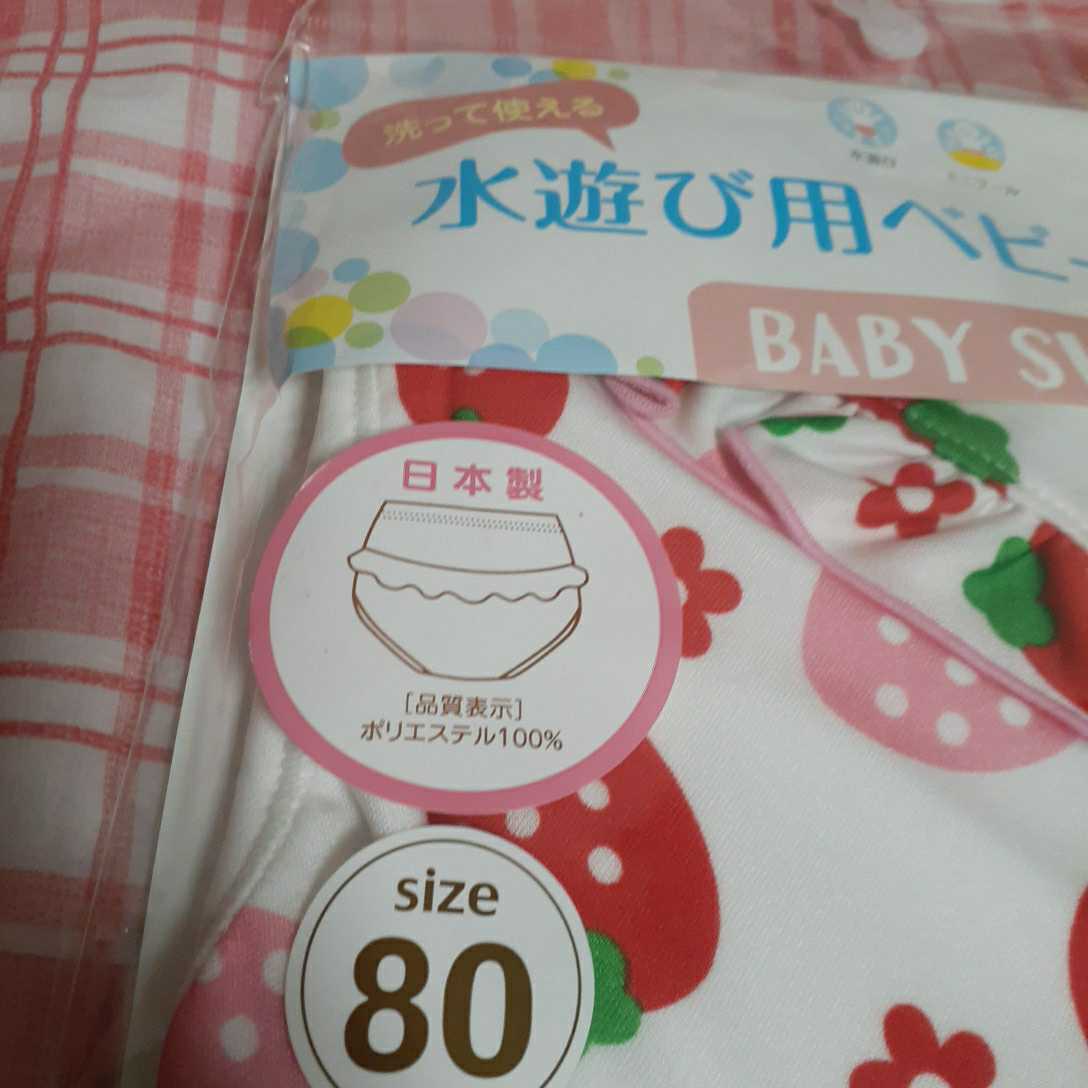 洗って使える
水遊び用ベビー
BABY SW
日本製
[品質表示]
ポリエステル100%
size
80